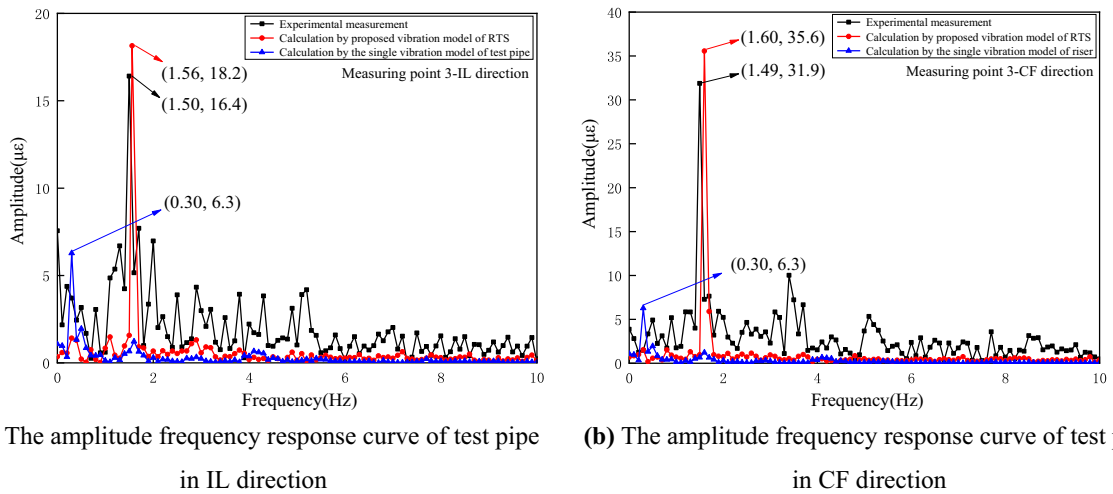 20
15
10
5
0
0
2
4
6
8
10
Amplitude(με)
Frequency(Hz)
Experimental measurement
Calculation by proposed vibration model of RTS
Calculation by the single vibration model of test pipe
Measuring point 3-IL direction
(1.56, 18.2)
(1.50, 16.4)
(0.30, 6.3)
The amplitude frequency response curve of test pipe
in IL direction
40
35
30
25
20
15
10
5
0
0
2
4
6
8
10
Amplitude(με)
Frequency(Hz)
Experimental measurement
Calculation by proposed vibration model of RTS
Calculation by the single vibration model of riser
Measuring point 3-CF direction
(1.60, 35.6)
(1.49, 31.9)
(0.30, 6.3)
(b) The amplitude frequency response curve of test
in CF direction